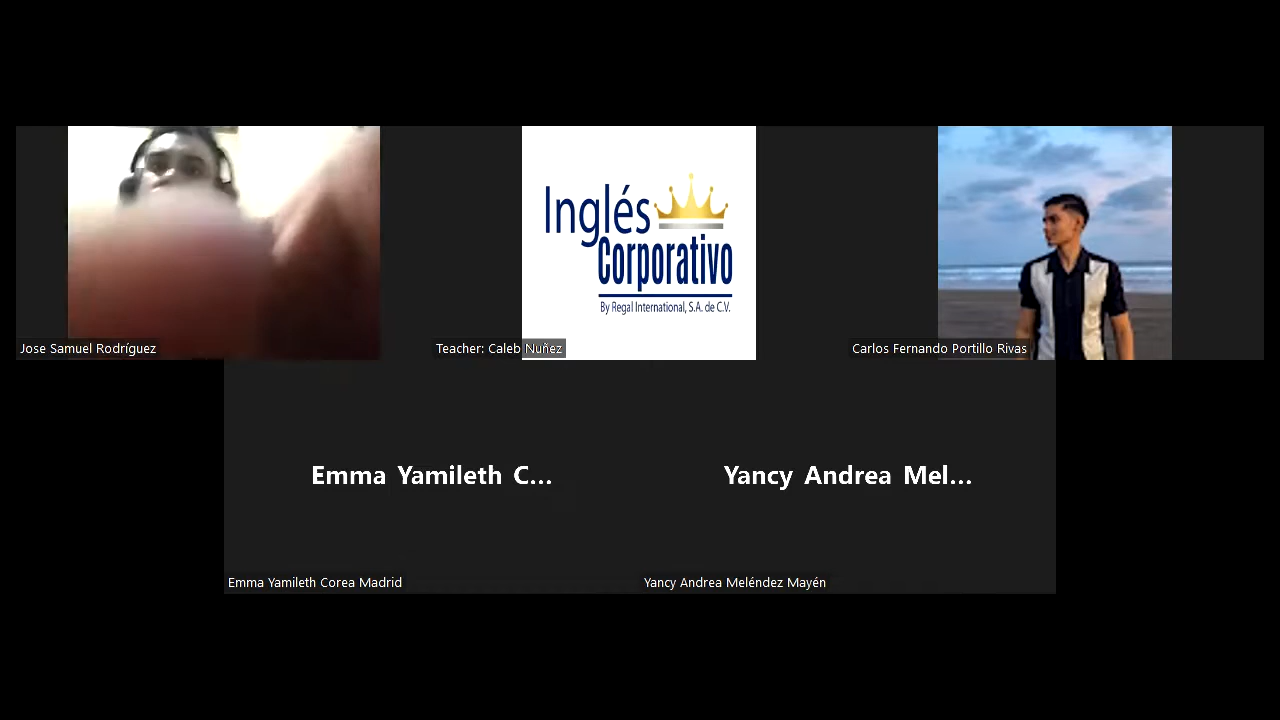 Inglés
Corporativo
By Regal International, S.A. de C.V.
Jose Samuel Rodríguez
Teacher: Caleb Nuñez
Carlos Fernando Portillo Rivas
Emma Yamileth C...
Yancy Andrea Mel...
Emma Yamileth Corea Madrid
Yancy Andrea Meléndez Mayén